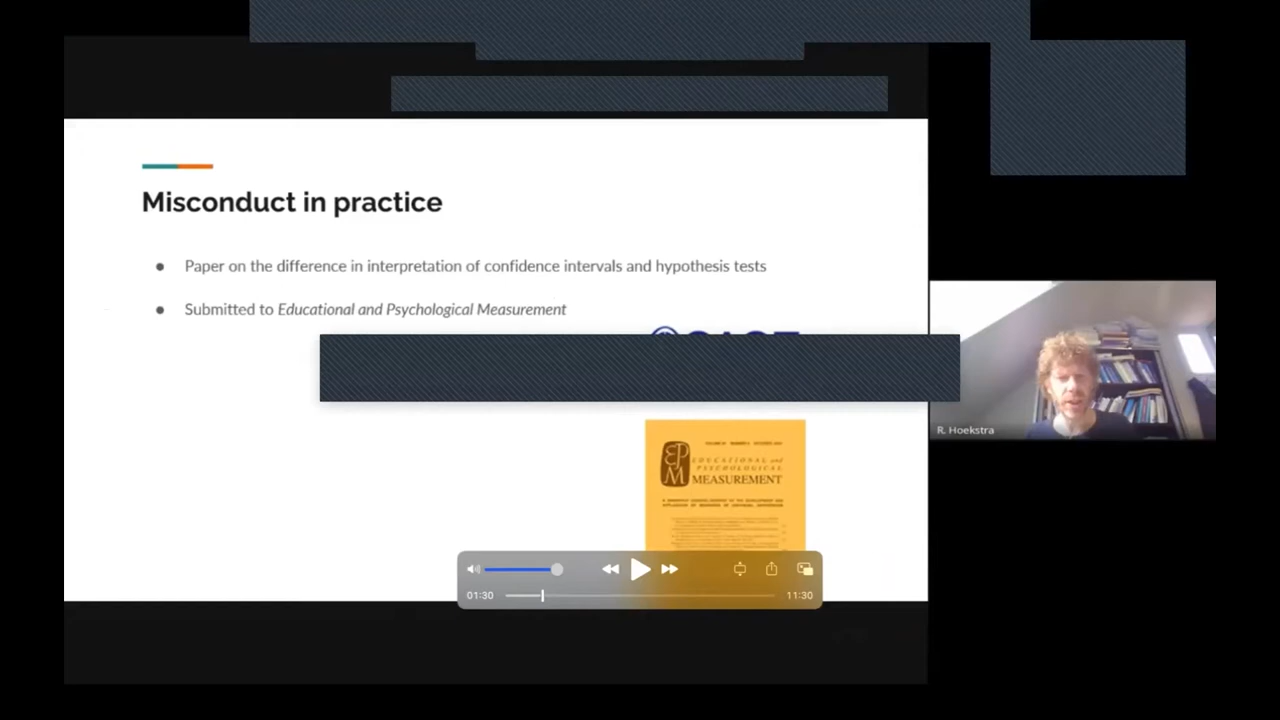 Misconduct in practice
● Paper on the difference in interpretation of confidence intervals and hypothesis tests
● Submitted to Educational and Psychological Measurement
R. Hoekstra
EPM
EDUCATIONAL and
PSYCHOLOGICAL
MEASUREMENT
01:30
11:30